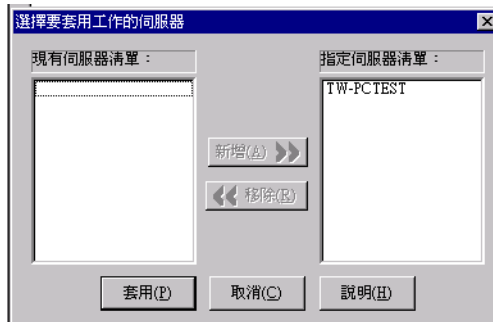 選擇要套用工作的伺服器
現有伺服器清單：
指定伺服器清單：
TW-PCTEST
新增(A)
移除(R)
套用(P)
取消(C)
說明(H)